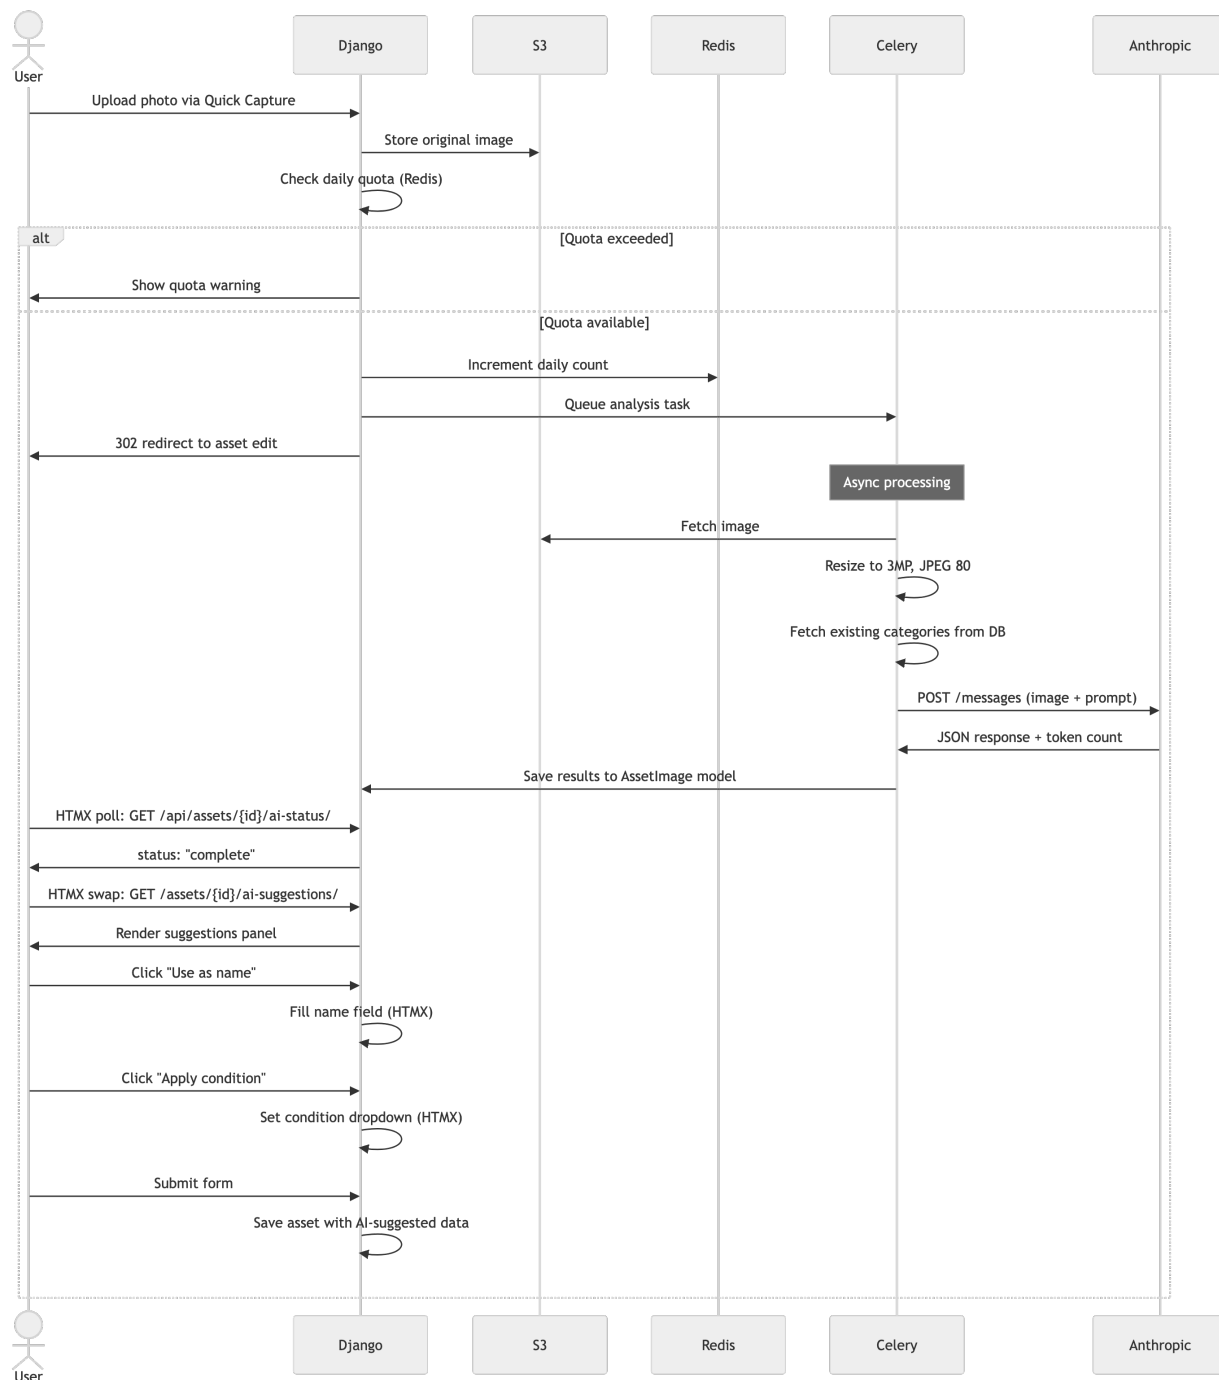 User
Django
S3
Redis
Celery
Anthropic
Upload photo via Quick Capture
Store original image
Check daily quota (Redis)
alt
[Quota exceeded]
Show quota warning
[Quota available]
Increment daily count
Queue analysis task
302 redirect to asset edit
Async processing
Fetch image
Resize to 3MP, JPEG 80
Fetch existing categories from DB
POST /messages (image + prompt)
JSON response + token count
Save results to AssetImage model
HTMX poll: GET /api/assets/{id}/ai-status/
status: "complete"
HTMX swap: GET /assets/{id}/ai-suggestions/
Render suggestions panel
Click "Use as name"
Fill name field (HTMX)
Click "Apply condition"
Set condition dropdown (HTMX)
Submit form
Save asset with AI-suggested data
User
Django
S3
Redis
Celery
Anthropic